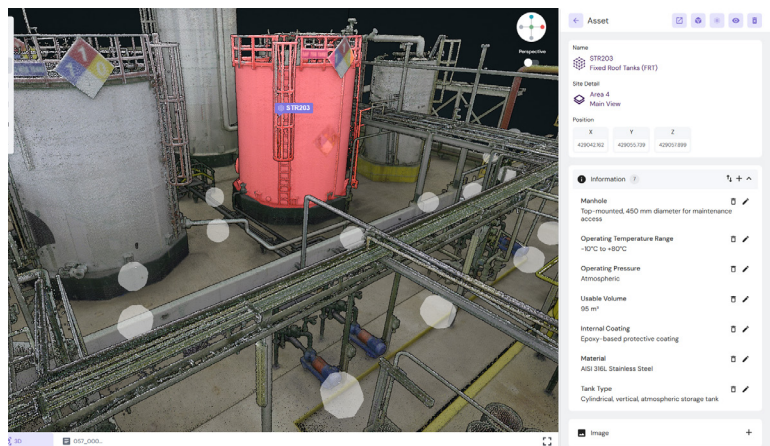 Perspective
STR203
3D
057_000...
Asset
Name
STR203
Fixed Roof Tanks (FRT)
Site Detail
Area 4
Main View
Position
X Y Z
429042.162 429055.739 429057.899
Information 7
Manhole
Top-mounted, 450 mm diameter for maintenance
access
Operating Temperature Range
-10°C to +80°C
Operating Pressure
Atmospheric
Usable Volume
95 m³
Internal Coating
Epoxy-based protective coating
Material
AISI 316L Stainless Steel
Tank Type
Cylindrical, vertical, atmospheric storage tank
Image